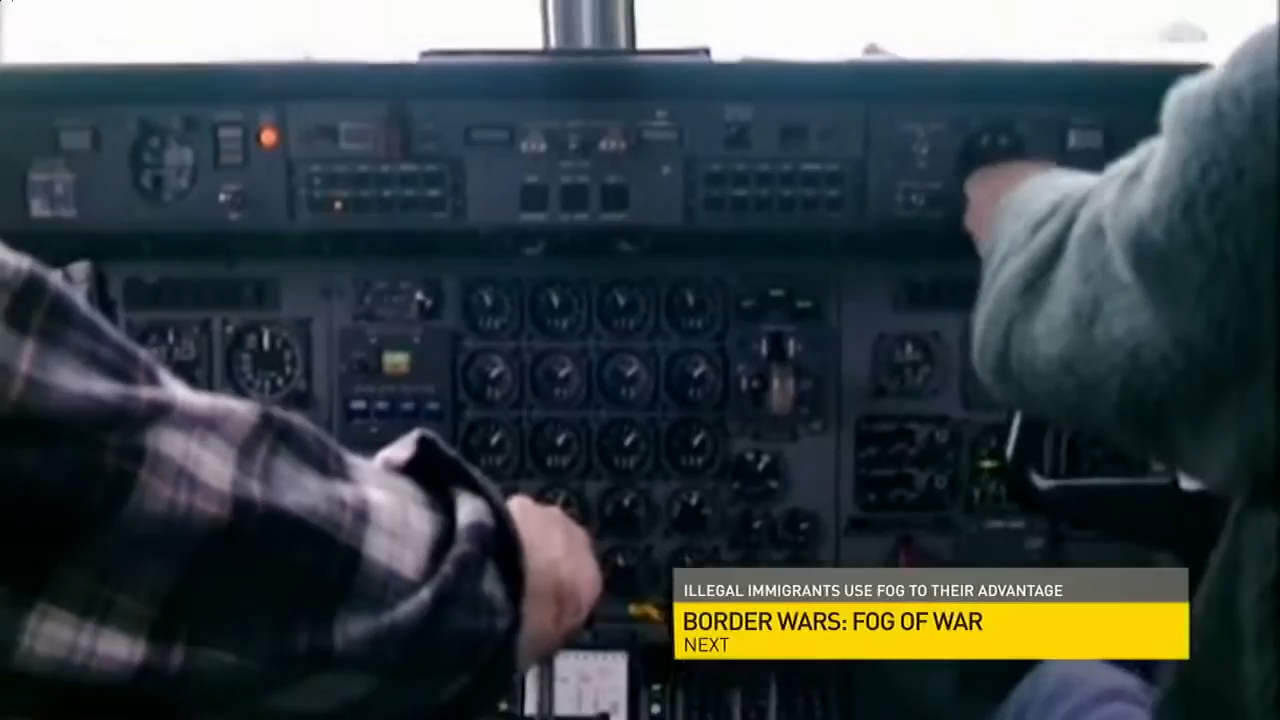 ILLEGAL IMMIGRANTS USE FOG TO THEIR ADVANTAGE
BORDER WARS: FOG OF WAR
NEXT